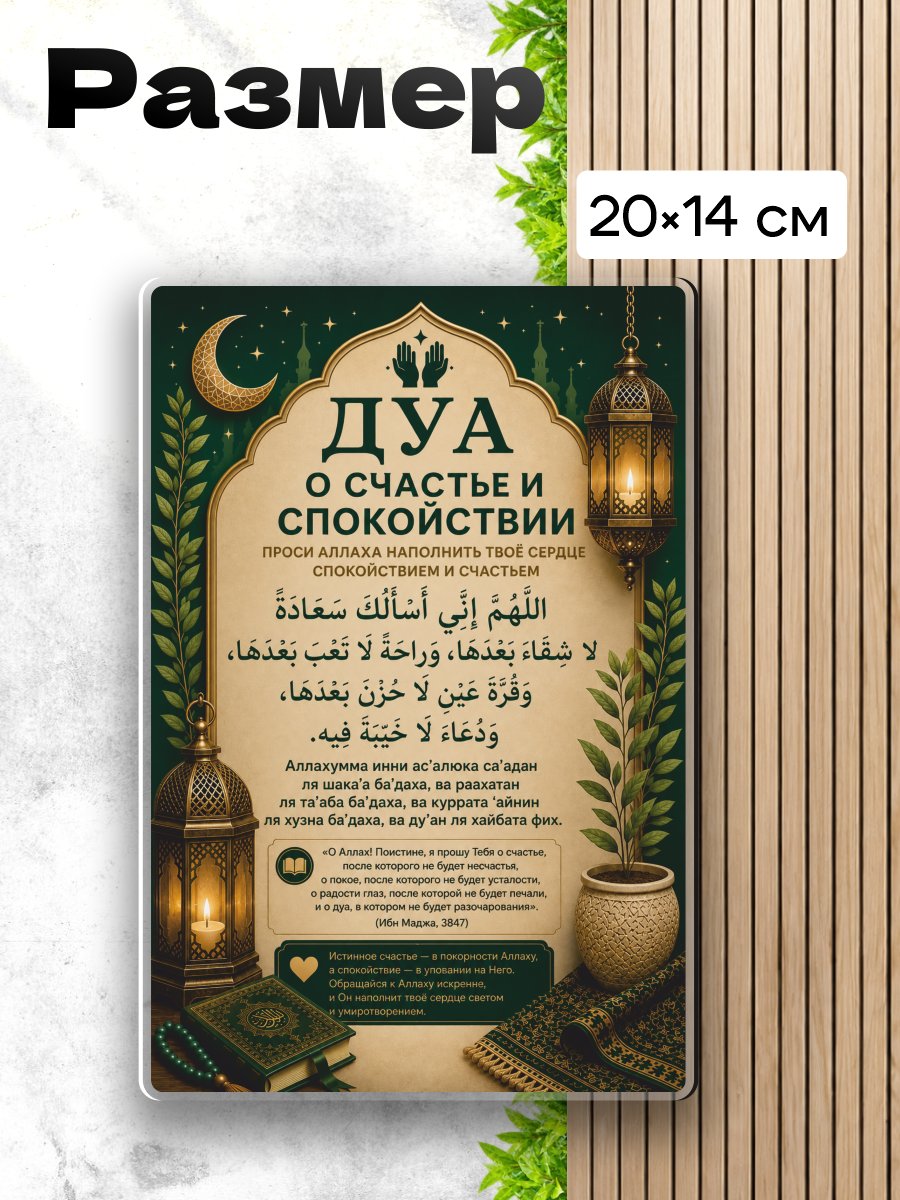 Размер
20×14 см
ДУА
О СЧАСТЬЕ И
СПОКОЙСТВИИ
ПРОСИ АЛЛАХА НАПОЛНИТЬ ТВОЁ СЕРДЦЕ
СПОКОЙСТВИЕМ И СЧАСТЬЕМ
اللَّهُمَّ إِنَّي أَسْأَلُكَ سَعَادَةً
لا شِقَاءَ بَعْدَهَا، وَراحَةً لَا تَعْبَ بَعْدَهَا،
وَقُرَّةَ عَيْنِ لَا حُزْنَ بَعْدَهَا،
وَدُعَاءَ لَا خَيّبَةَ فِيه.
Аллахумма инни ас’алюка са’адан
ля шака’а ба’даха, ва раахатан
ля та’аба ба’даха, ва куррата ‘айнин
ля хузна ба’даха, ва ду’ан ля хайбата фих.
«О Аллах! Поистине, я прошу Тебя о счастье,
после которого не будет несчастья,
о покое, после которого не будет усталости,
о радости глаз, после которой не будет печали,
и о дуа, в котором не будет разочарования».
(Ибн Маджа, 3847)
Истинное счастье — в покорности Аллаху,
а спокойствие — в уповании на Него.
Обращайся к Аллаху искренне,
и Он наполнит твоё сердце светом
и умиротворением.